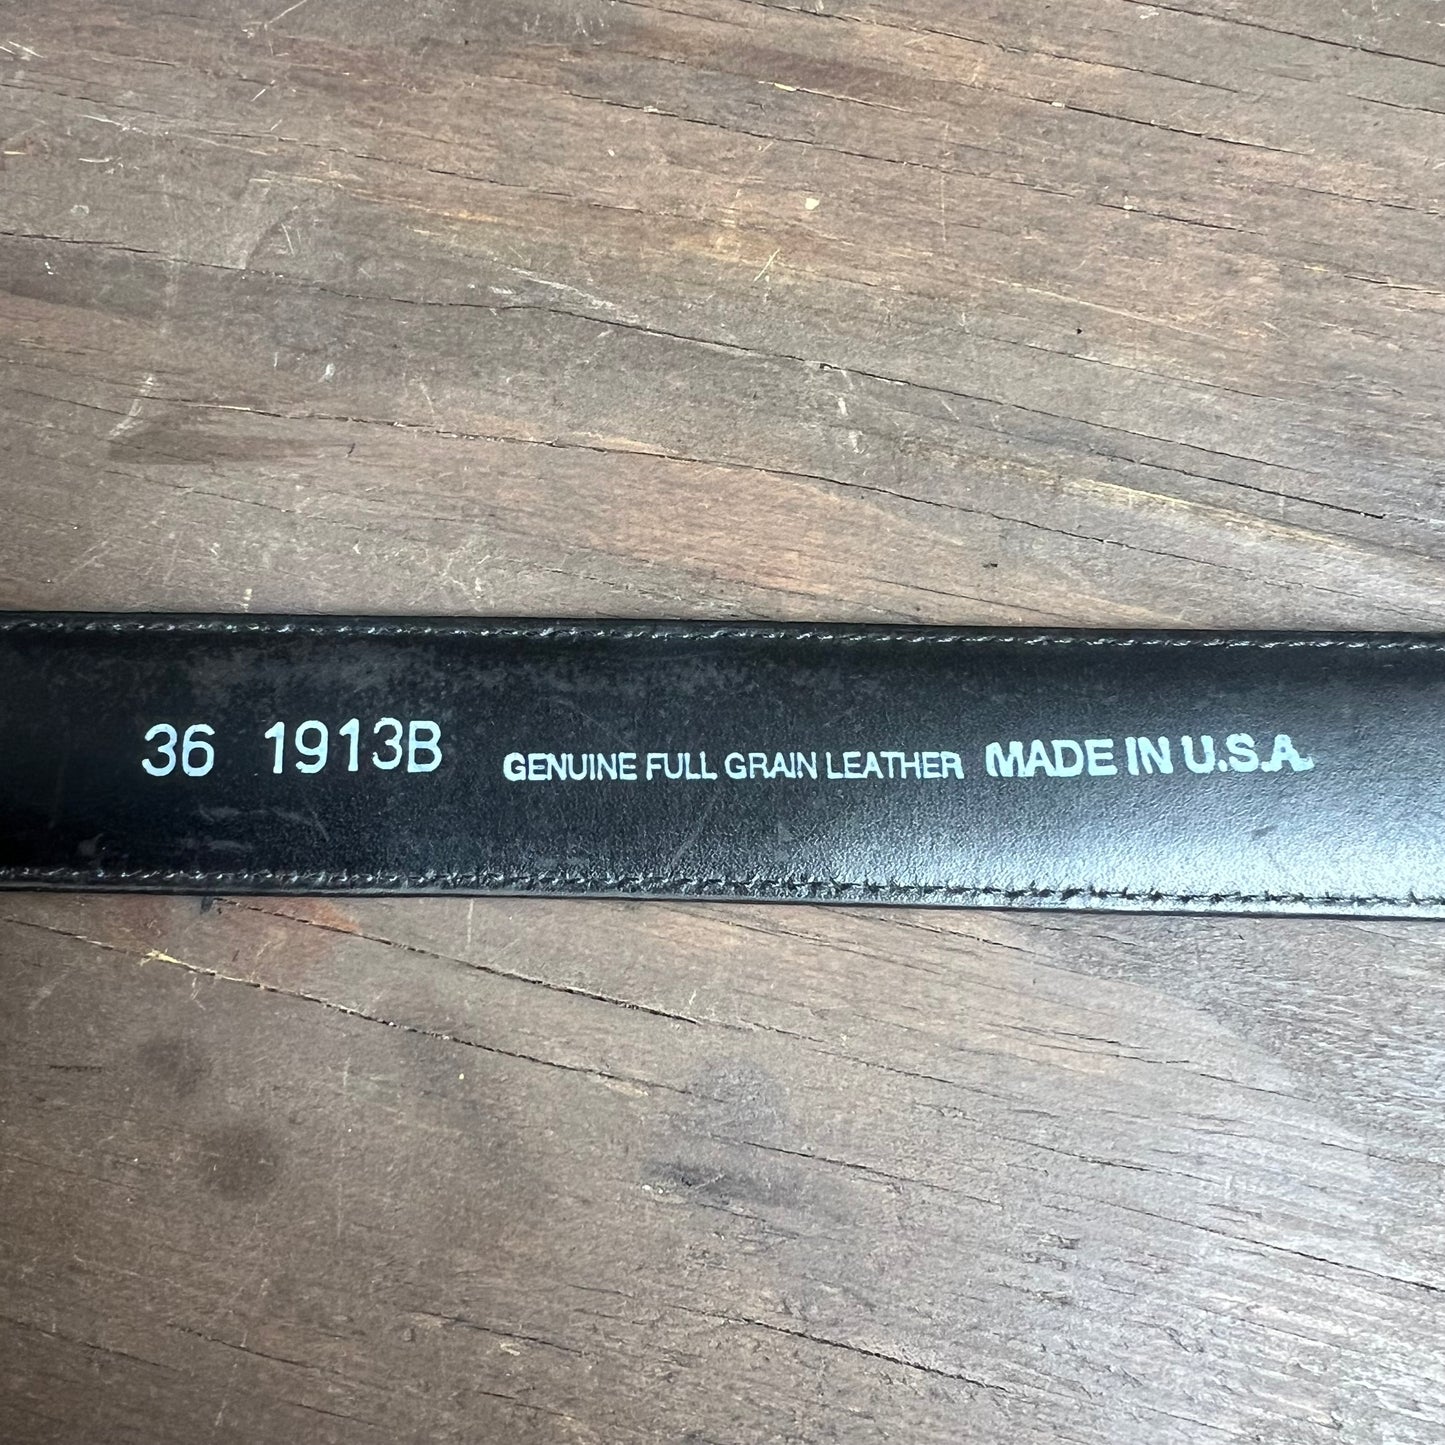 36 1913B GENUINE FULL GRAIN LEATHER MADE IN U.S.A.